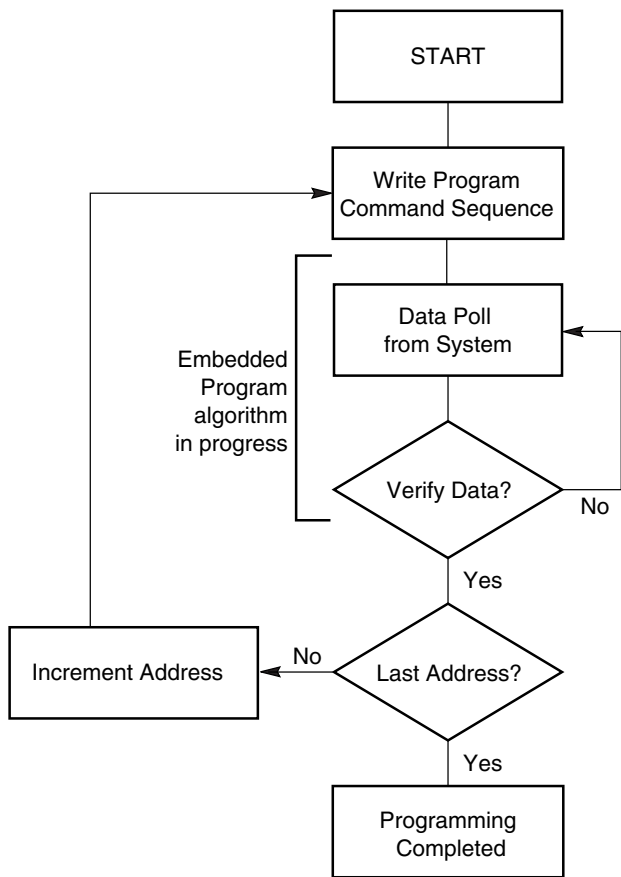 START
Write Program
Command Sequence
Data Poll
from System
Embedded
Program
algorithm
in progress
Verify Data?
No
Yes
No
Increment Address
Last Address?
Yes
Programming
Completed